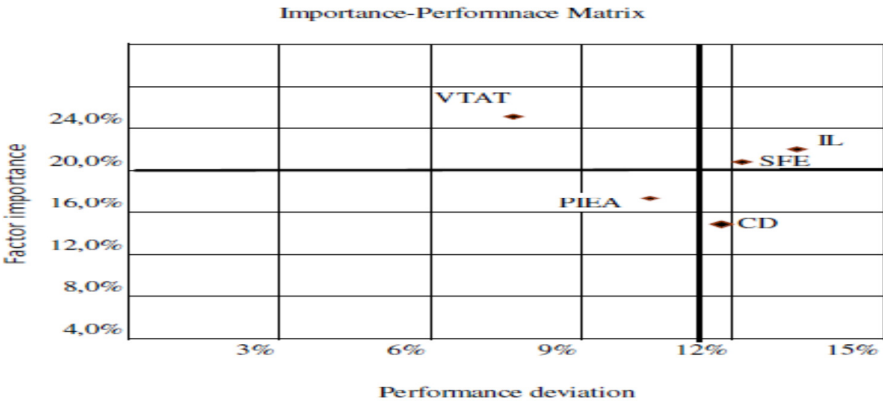 Importance-Performnace Matrix
VTAT
24,0%
IL
20,0%
SFE
16,0%
PIEA
CD
12,0%
8,0%
4,0%
Factor importance
3% 6% 9% 12% 15%
Performance deviation